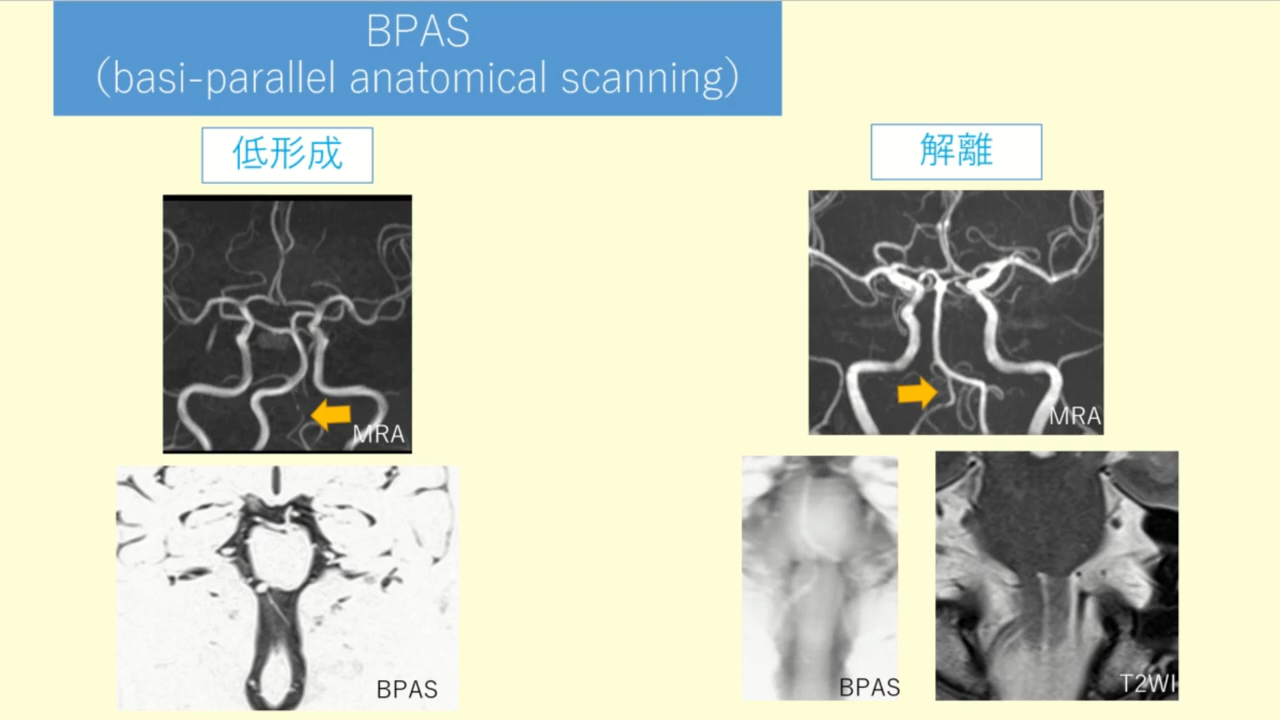 BPAS
（basi-parallel anatomical scanning）
低形成
解離
MRA
MRA
BPAS
BPAS
T2WI